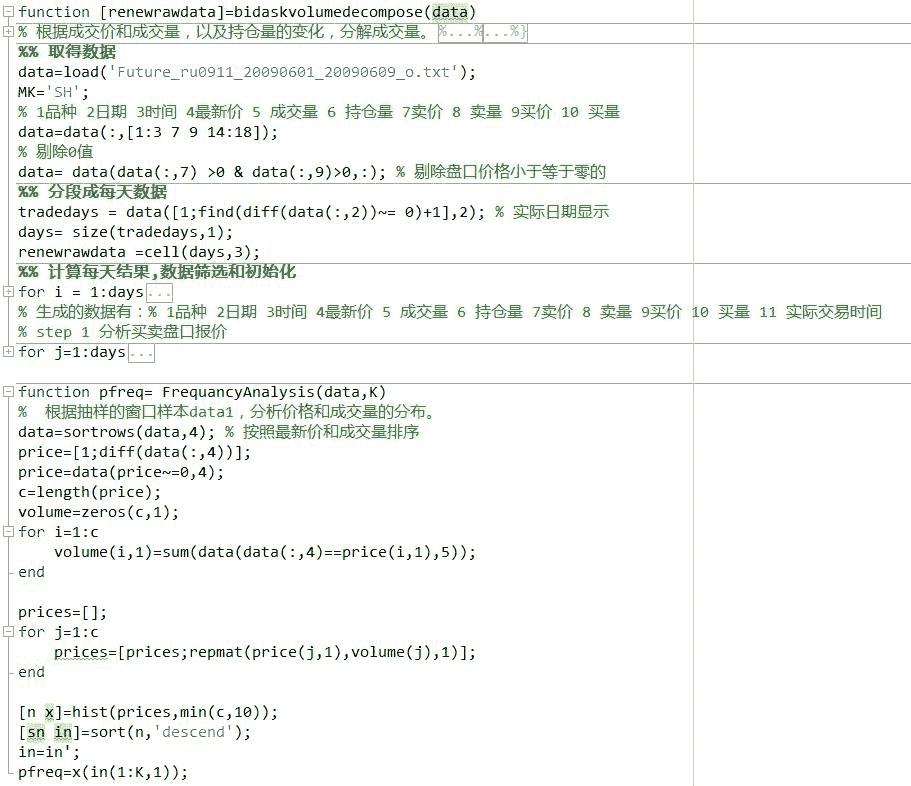 function [renewrawdata]=bidaskvolumedecompose(data)
% 根据成交价和成交量，以及持仓量的变化，分解成交量。%...%...%}
%% 取得数据
data=load('Future_ru0911_20090601_20090609_o.txt');
MK='SH';
% 1品种 2日期 3时间 4最新价 5 成交量 6 持仓量 7卖价 8 卖量 9买价 10 买量
data=data(:,[1:3 7 9 14:18]);
% 剔除0值
data= data(data(:,7) >0 & data(:,9)>0,:); % 剔除盘口价格小于等于零的
%% 分段成每天数据
tradedays = data([1;find(diff(data(:,2))~= 0)+1],2); % 实际日期显示
days= size(tradedays,1);
renewrawdata =cell(days,3);
%% 计算每天结果,数据筛选和初始化
for i = 1:days...
% 生成的数据有：% 1品种 2日期 3时间 4最新价 5 成交量 6 持仓量 7卖价 8 卖量 9买价 10 买量 11 实际交易时间
% step 1 分析买卖盘口报价
for j=1:days...
function pfreq= FrequancyAnalysis(data,K)
%  根据抽样的窗口样本data1，分析价格和成交量的分布。
data=sortrows(data,4); % 按照最新价和成交量排序
price=[1;diff(data(:,4))];
price=data(price~=0,4);
c=length(price);
volume=zeros(c,1);
for i=1:c
    volume(i,1)=sum(data(data(:,4)==price(i,1),5));
end
prices=[];
for j=1:c
    prices=[prices;repmat(price(j,1),volume(j),1)];
end
[n x]=hist(prices,min(c,10));
[sn in]=sort(n,'descend');
in=in';
pfreq=x(in(1:K,1));